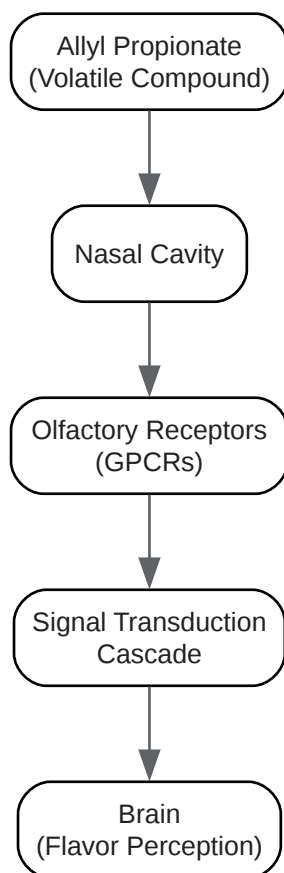 Allyl Propionate
(Volatile Compound)
Nasal Cavity
Olfactory Receptors
(GPCRs)
Signal Transduction
Cascade
Brain
(Flavor Perception)